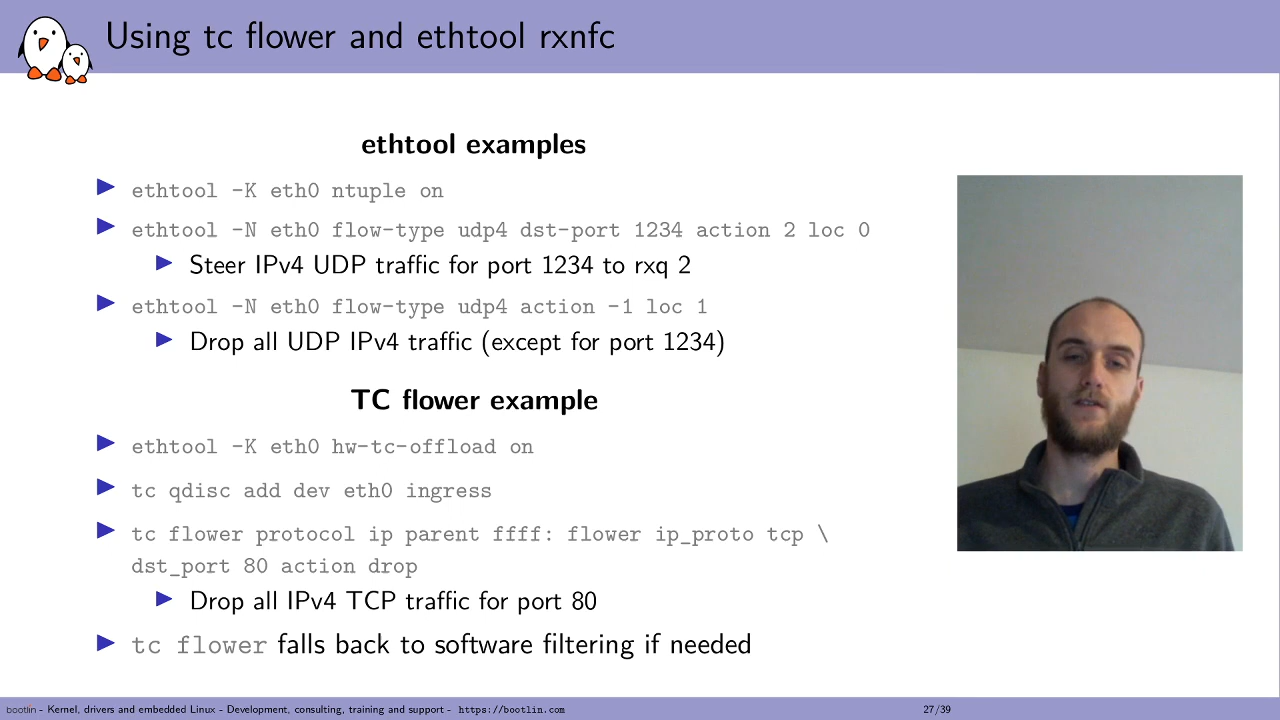 Using tc flower and ethtool rxnfc
ethtool examples
ethtool -K eth0 ntuple on
ethtool -N eth0 flow-type udp4 dst-port 1234 action 2 loc 0
Steer IPv4 UDP traffic for port 1234 to rxq 2
ethtool -N eth0 flow-type udp4 action -1 loc 1
Drop all UDP IPv4 traffic (except for port 1234)
TC flower example
ethtool -K eth0 hw-tc-offload on
tc qdisc add dev eth0 ingress
tc flower protocol ip parent ffff: flower ip_proto tcp \
dst_port 80 action drop
Drop all IPv4 TCP traffic for port 80
tc flower falls back to software filtering if needed
bootlin - Kernel, drivers and embedded Linux - Development, consulting, training and support - https://bootlin.com
27/39